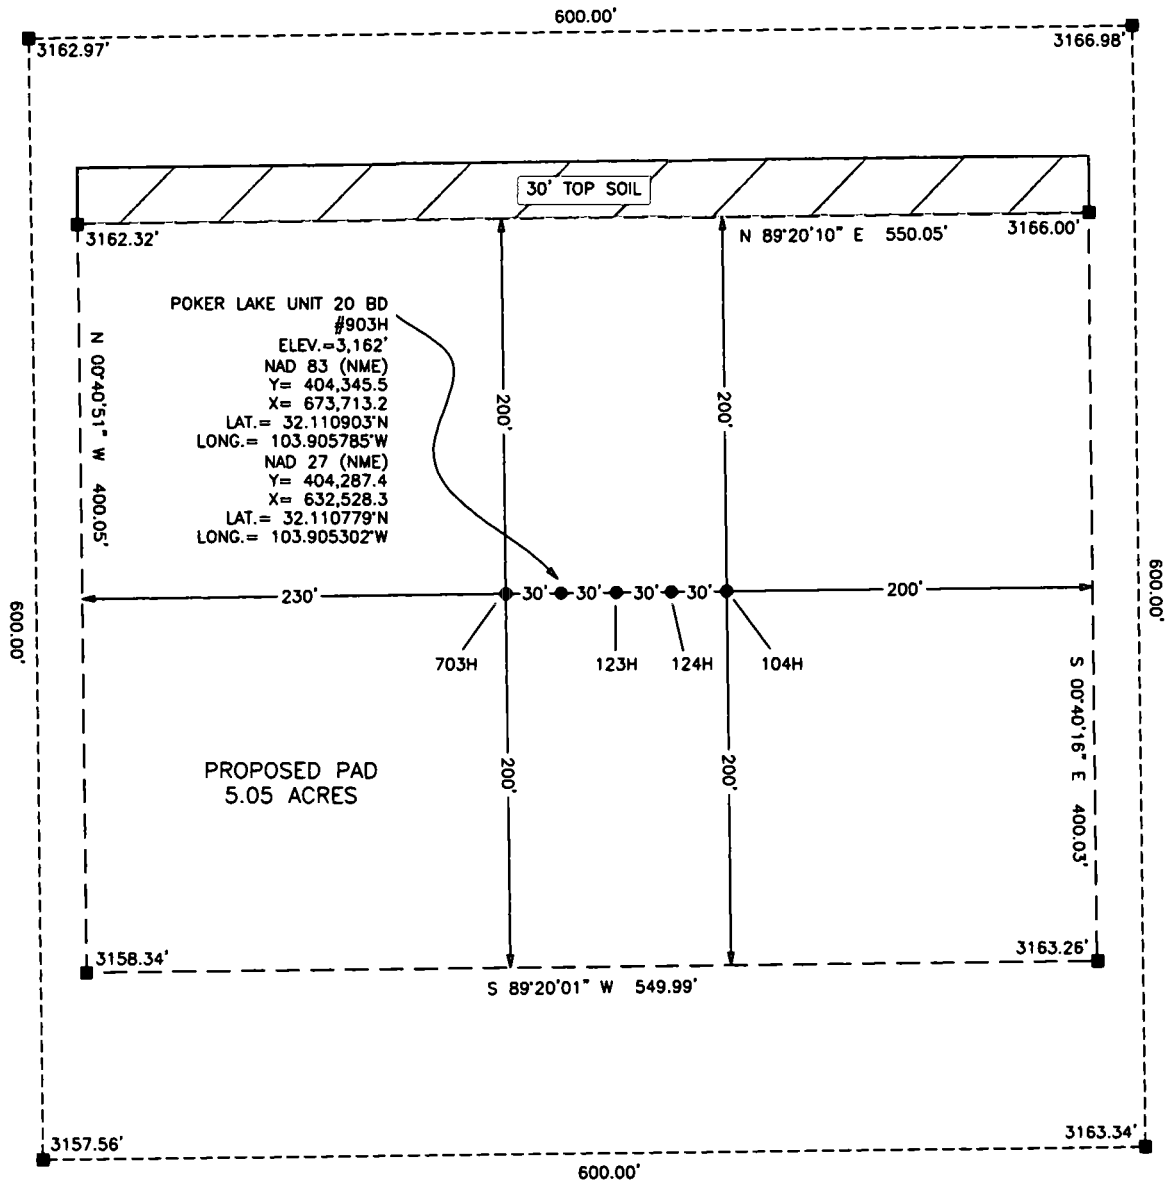 600.00'
3162.97'
3166.98'
30' TOP SOIL
3162.32'
N 89°20'10" E 550.05'
3166.00'
POKER LAKE UNIT 20 BD
#903H
ELEV.=3,162'
NAD 83 (NME)
Y= 404,345.5
X= 673,713.2
LAT.= 32.110903°N
LONG.= 103.905785°W
NAD 27 (NME)
Y= 404,287.4
X= 632,528.3
LAT.= 32.110779°N
LONG.= 103.905302°W
N 00°40'51" W 400.05'
200'
200'
230'
30'
30'
30'
30'
200'
600.00'
600.00'
703H
123H
124H
104H
S 00°40'16" E 400.03'
PROPOSED PAD
5.05 ACRES
200'
200'
3158.34'
3163.26'
S 89°20'01" W 549.99'
3157.56'
3163.34'
600.00'